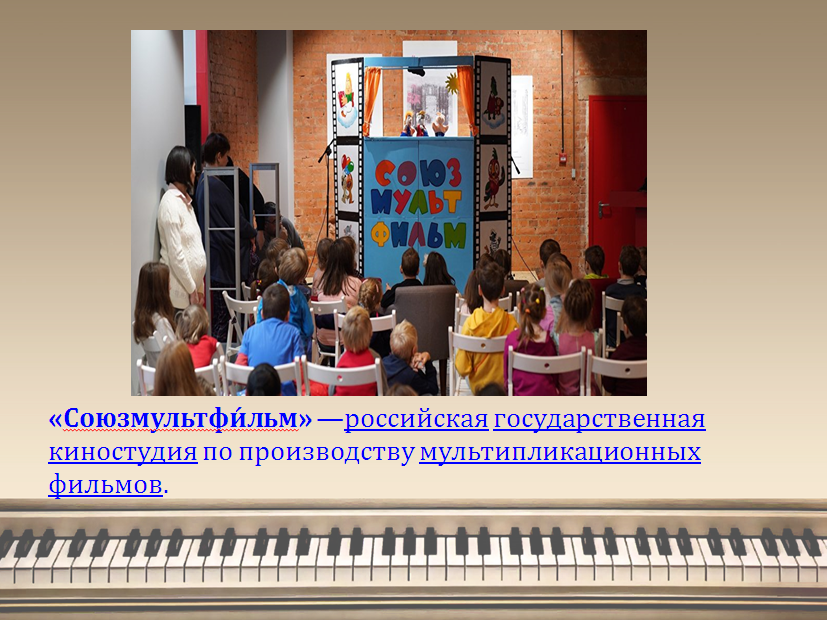 СОЮЗ
МУЛЬТ
ФИЛЬМ
«Союзмультфи́льм» —российская государственная
киностудия по производству мультипликационных
фильмов.